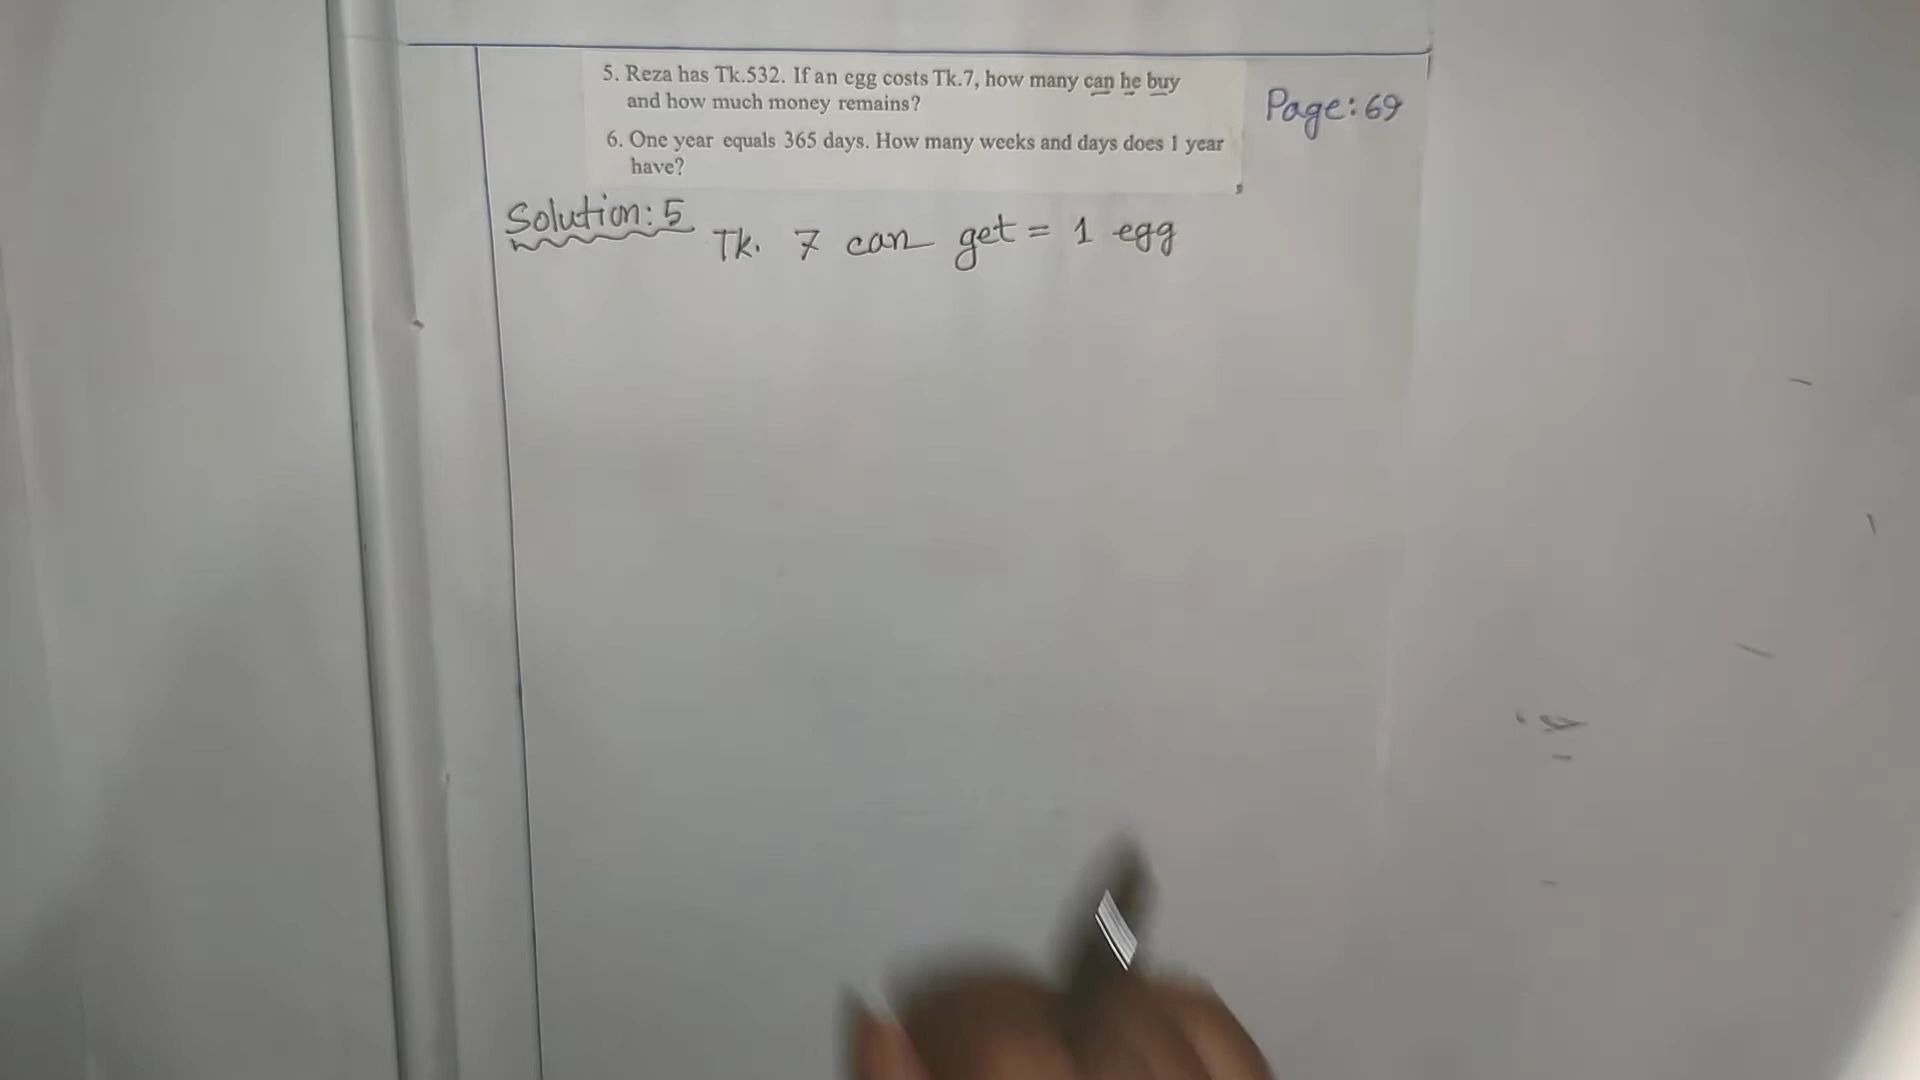 5. Reza has Tk.532. If an egg costs Tk.7, how many can he buy
and how much money remains?
Page:69
6. One year equals 365 days. How many weeks and days does 1 year
have?
Solution:5
Tk. 7 can get = 1 egg